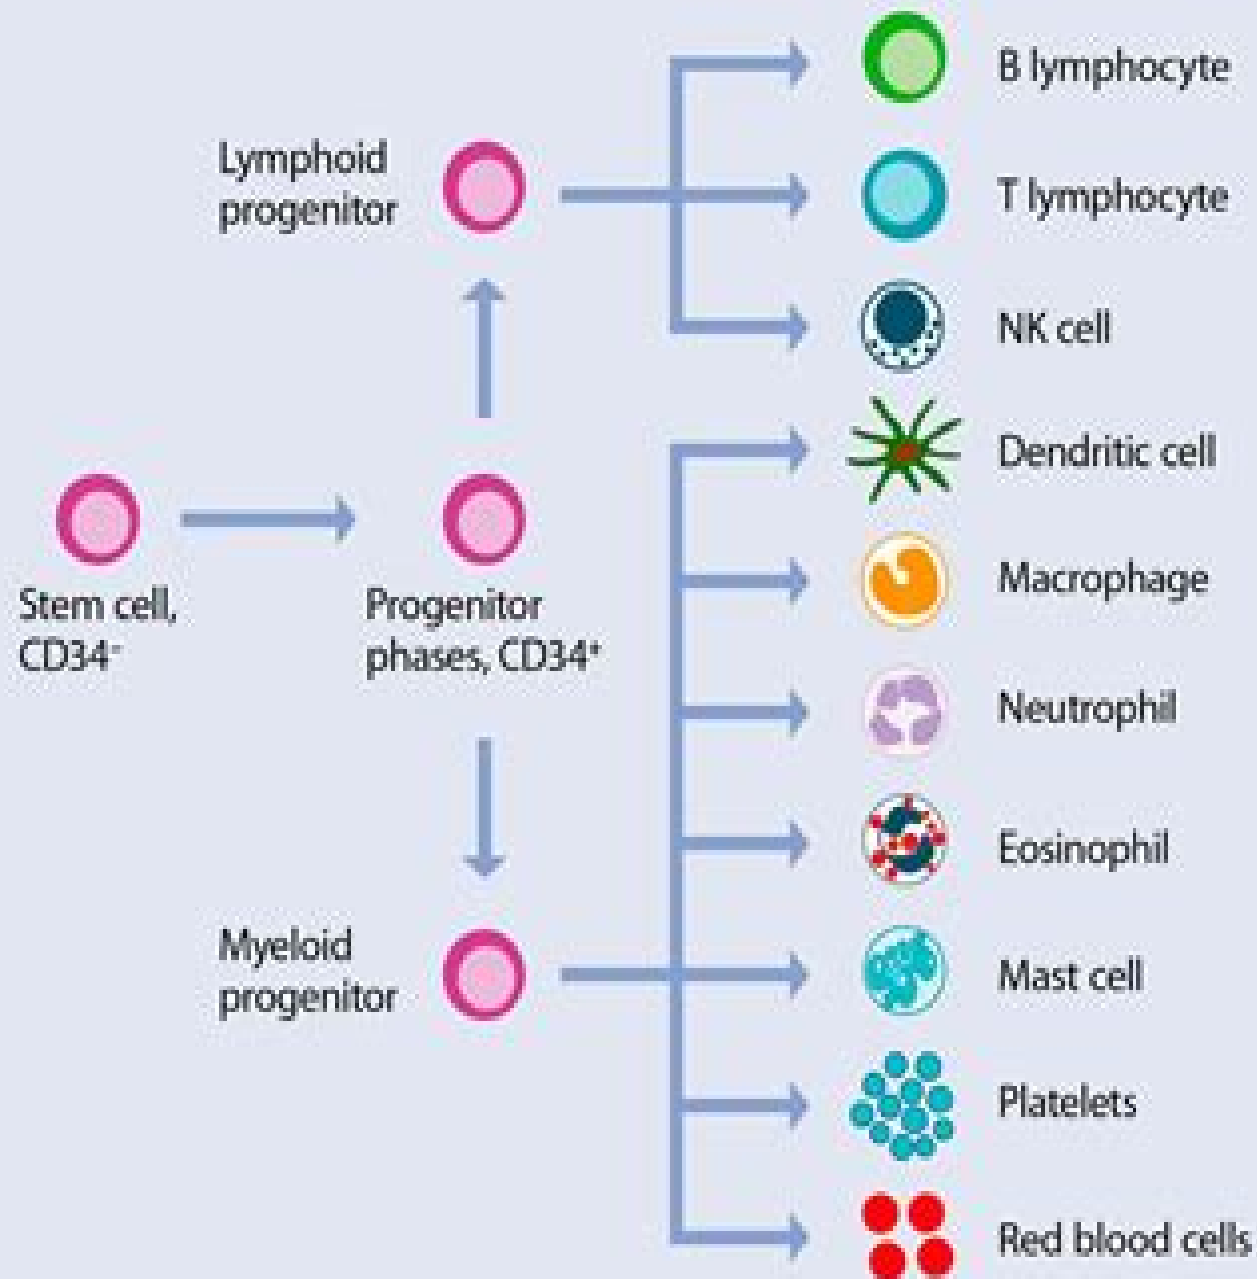 B lymphocyte
Lymphoid
progenitor
T lymphocyte
NK cell
Dendritic cell
Stem cell,
CD34⁻
Progenitor
phases, CD34⁺
Macrophage
Neutrophil
Eosinophil
Myeloid
progenitor
Mast cell
Platelets
Red blood cells